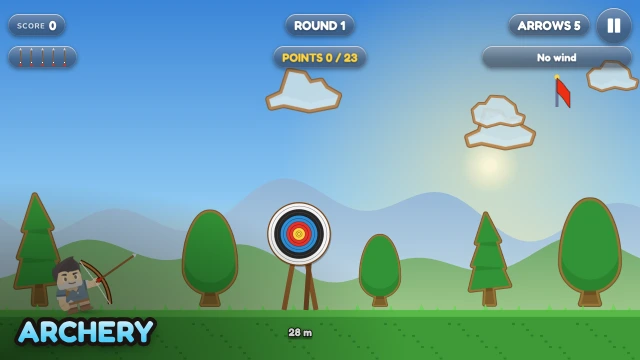 SCORE 0
ROUND 1
ARROWS 5
POINTS 0 / 23
No wind
28 m
ARCHERY